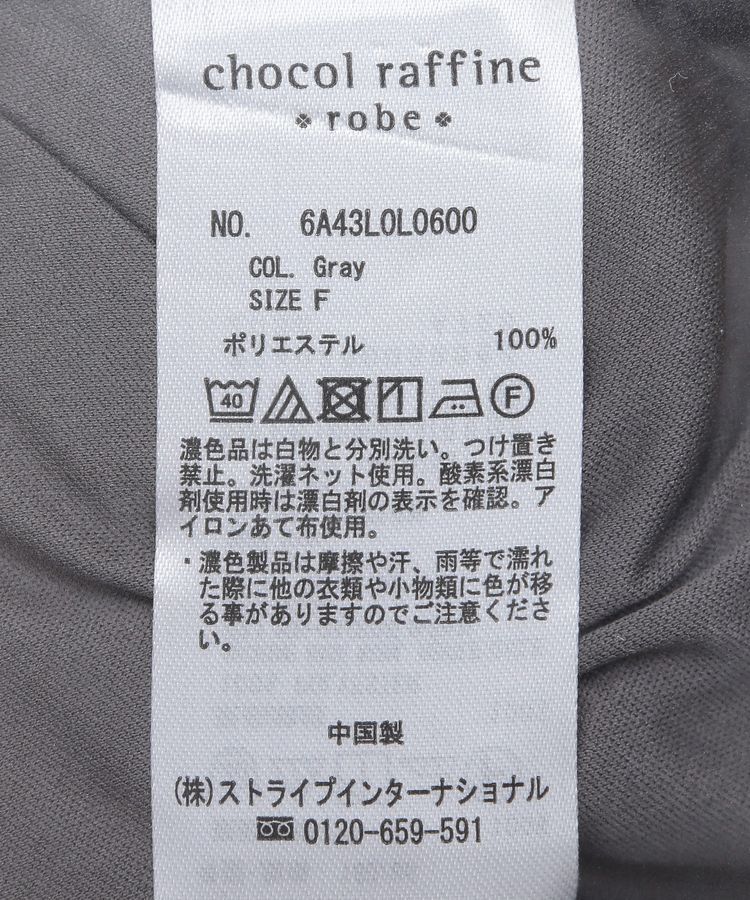 chocol raffine
robe
NO. 6A43L0L0600
COL. Gray
SIZE F
ポリエステル 100%
40 F
濃色品は白物と分別洗い。つけ置き
禁止。洗濯ネット使用。酸素系漂白
剤使用時は漂白剤の表示を確認。ア
イロンあて布使用。
・濃色製品は摩擦や汗、雨等で濡れ
た際に他の衣類や小物類に色が移
る事がありますのでご注意くださ
い。
中国製
(株)ストライプインターナショナル
0120-659-591